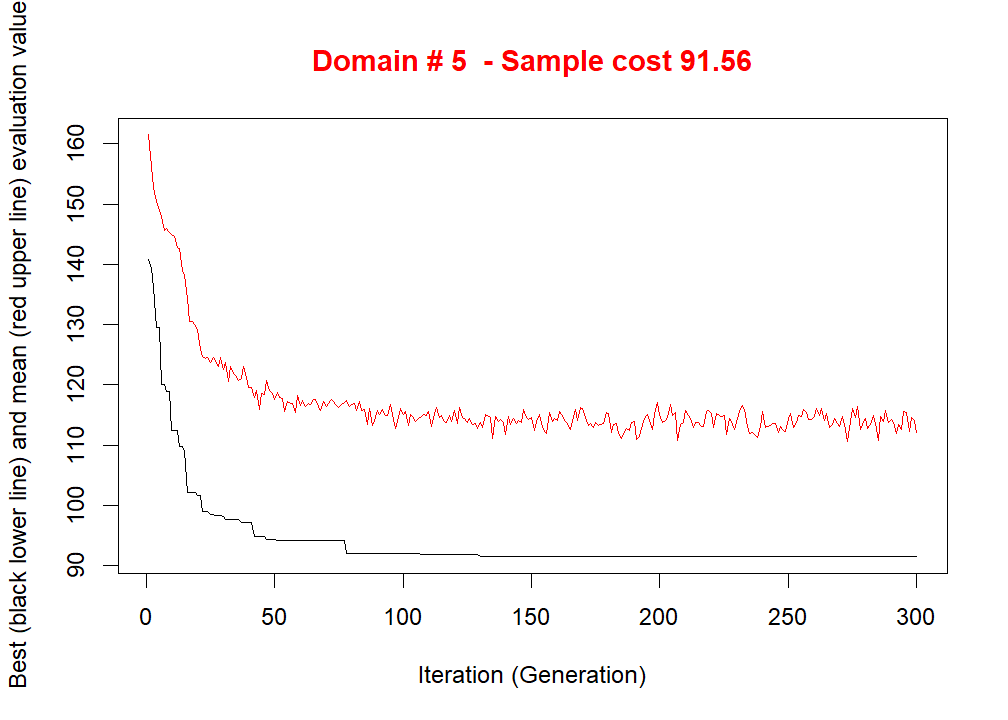 Domain # 5  - Sample cost 91.56
Best (black lower line) and mean (red upper line) evaluation value
160
150
140
130
120
110
100
90
0 50 100 150 200 250 300
Iteration (Generation)